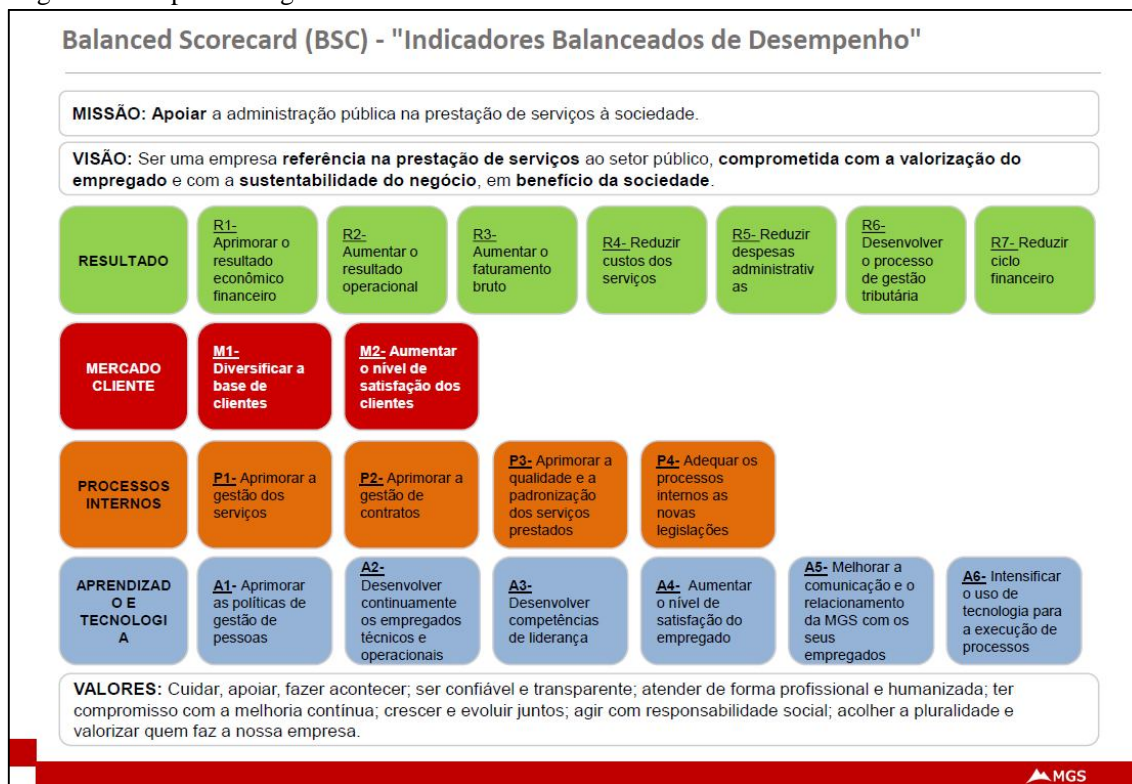 Balanced Scorecard (BSC) - "Indicadores Balanceados de Desempenho"
MISSÃO: Apoiar a administração pública na prestação de serviços à sociedade.
VISÃO: Ser uma empresa referência na prestação de serviços ao setor público, comprometida com a valorização do
empregado e com a sustentabilidade do negócio, em benefício da sociedade.
RESULTADO
R1-
Aprimorar o
resultado
econômico
financeiro
R2-
Aumentar o
resultado
operacional
R3-
Aumentar o
faturamento
bruto
R4- Reduzir
custos dos
serviços
R5- Reduzir
despesas
administrativ
as
R6-
Desenvolver
o processo
de gestão
tributária
R7- Reduzir
ciclo
financeiro
MERCADO
CLIENTE
M1-
Diversificar a
base de
clientes
M2- Aumentar
o nível de
satisfação dos
clientes
PROCESSOS
INTERNOS
P1- Aprimorar a
gestão dos
serviços
P2- Aprimorar a
gestão de
contratos
P3- Aprimorar a
qualidade e a
padronização
dos serviços
prestados
P4- Adequar os
processos
internos as
novas
legislações
APRENDIZAD
O E
TECNOLOGI
A
A1- Aprimorar
as políticas de
gestão de
pessoas
A2-
Desenvolver
continuamente
os empregados
técnicos e
operacionais
A3-
Desenvolver
competências
de liderança
A4- Aumentar
o nível de
satisfação do
empregado
A5- Melhorar a
comunicação e o
relacionamento
da MGS com os
seus
empregados
A6- Intensificar
o uso de
tecnologia para
a execução de
processos
VALORES: Cuidar, apoiar, fazer acontecer; ser confiável e transparente; atender de forma profissional e humanizada; ter
compromisso com a melhoria contínua; crescer e evoluir juntos; agir com responsabilidade social; acolher a pluralidade e
valorizar quem faz a nossa empresa.
MGS